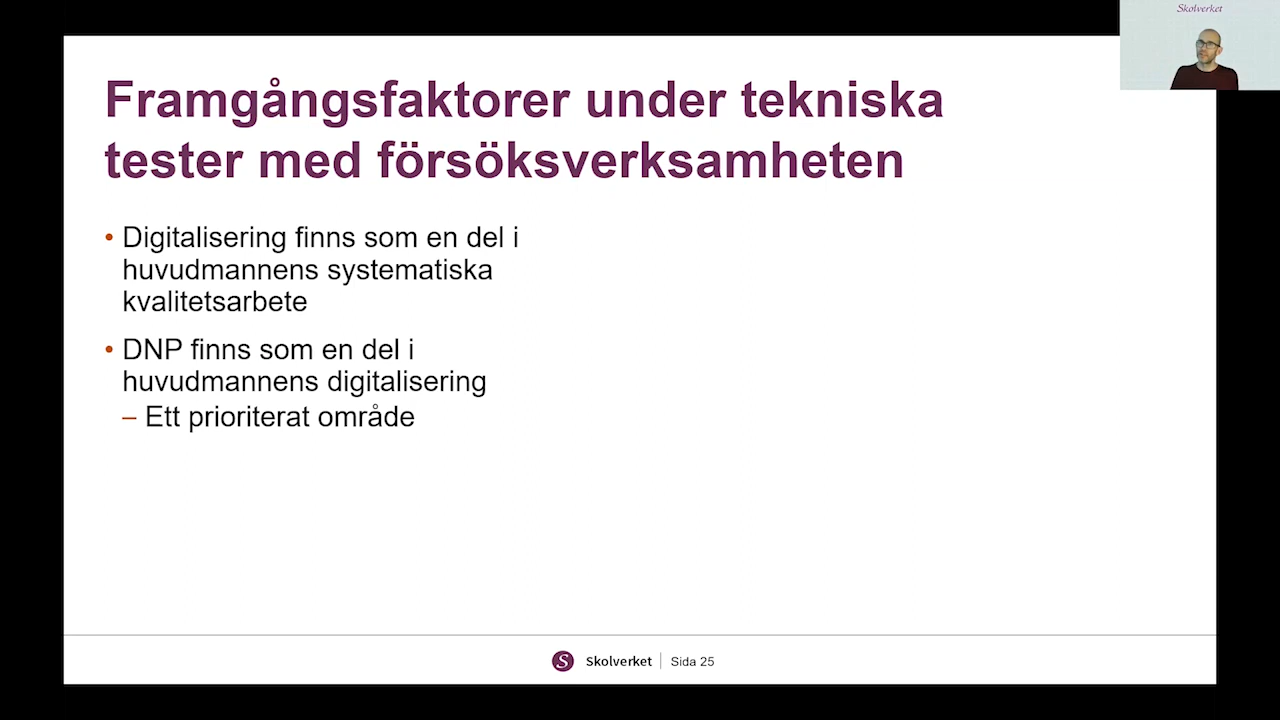 Skolverket
Framgångsfaktorer under tekniska
tester med försöksverksamheten
• Digitalisering finns som en del i
huvudmannens systematiska
kvalitetsarbete
• DNP finns som en del i
huvudmannens digitalisering
– Ett prioriterat område
S Skolverket | Sida 25